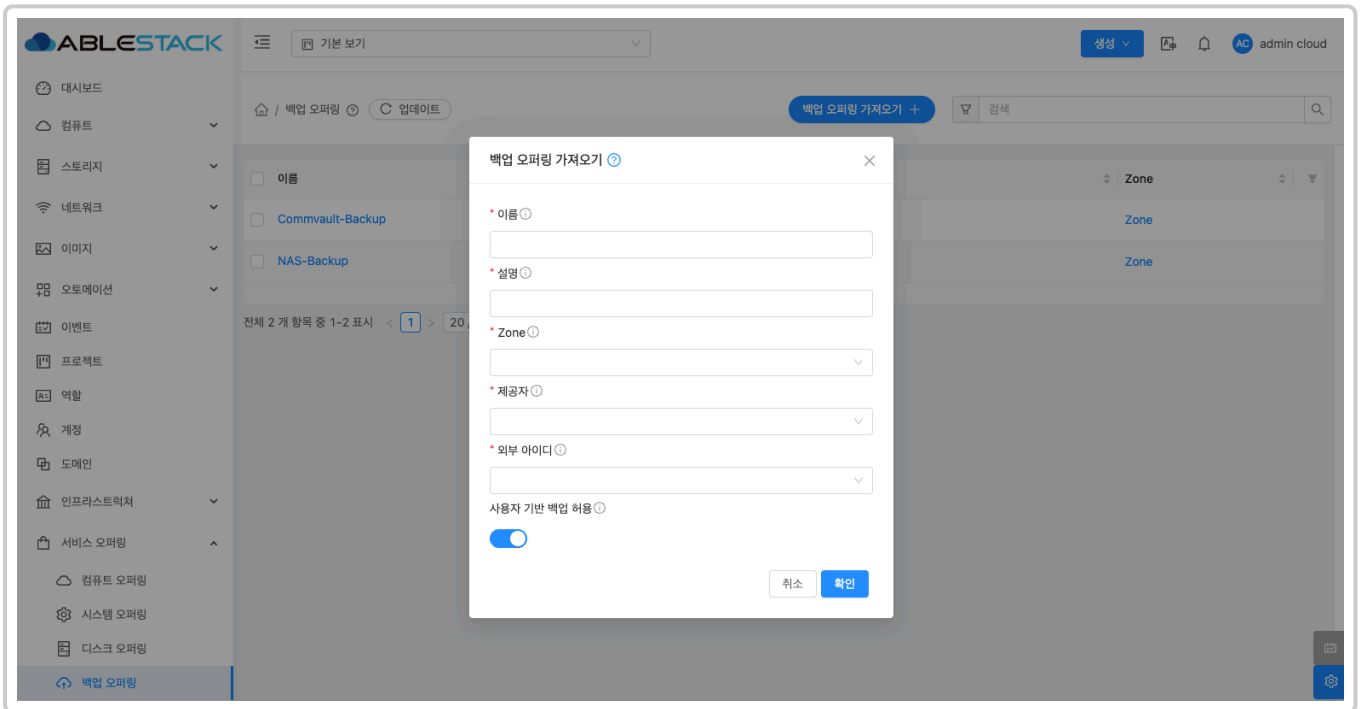 ABLESTACK
기본 보기
생성
AC admin cloud
대시보드
컴퓨트
스토리지
네트워크
이미지
오토메이션
이벤트
프로젝트
역할
계정
도메인
인프라스트럭쳐
서비스 오퍼링
컴퓨트 오퍼링
시스템 오퍼링
디스크 오퍼링
백업 오퍼링
/ 백업 오퍼링 업데이트
백업 오퍼링 가져오기 +
검색
이름
Zone
Commvault-Backup
Zone
NAS-Backup
Zone
전체 2 개 항목 중 1-2 표시 < 1 > 20 /
백업 오퍼링 가져오기
* 이름
* 설명
* Zone
* 제공자
* 외부 아이디
사용자 기반 백업 허용
취소
확인